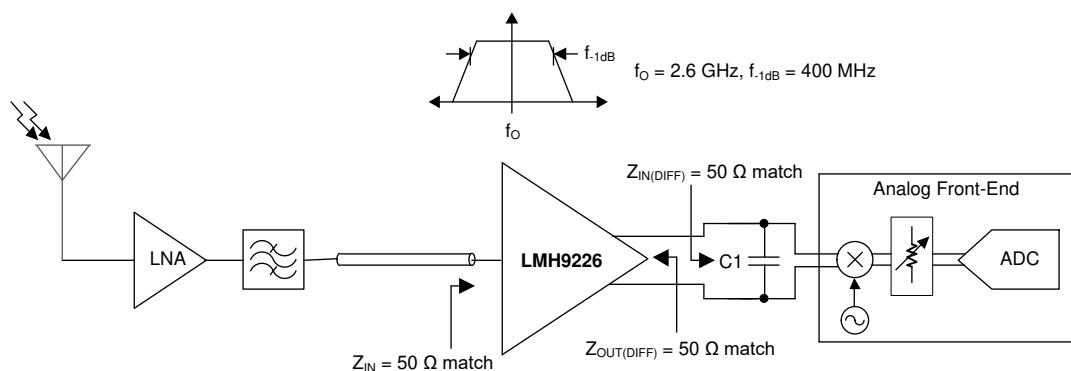 f-1dB
fO = 2.6 GHz, f-1dB = 400 MHz
fO
ZIN(DIFF) = 50 Ω match
Analog Front-End
LNA
LMH9226
C1
ADC
ZIN = 50 Ω match
ZOUT(DIFF) = 50 Ω match